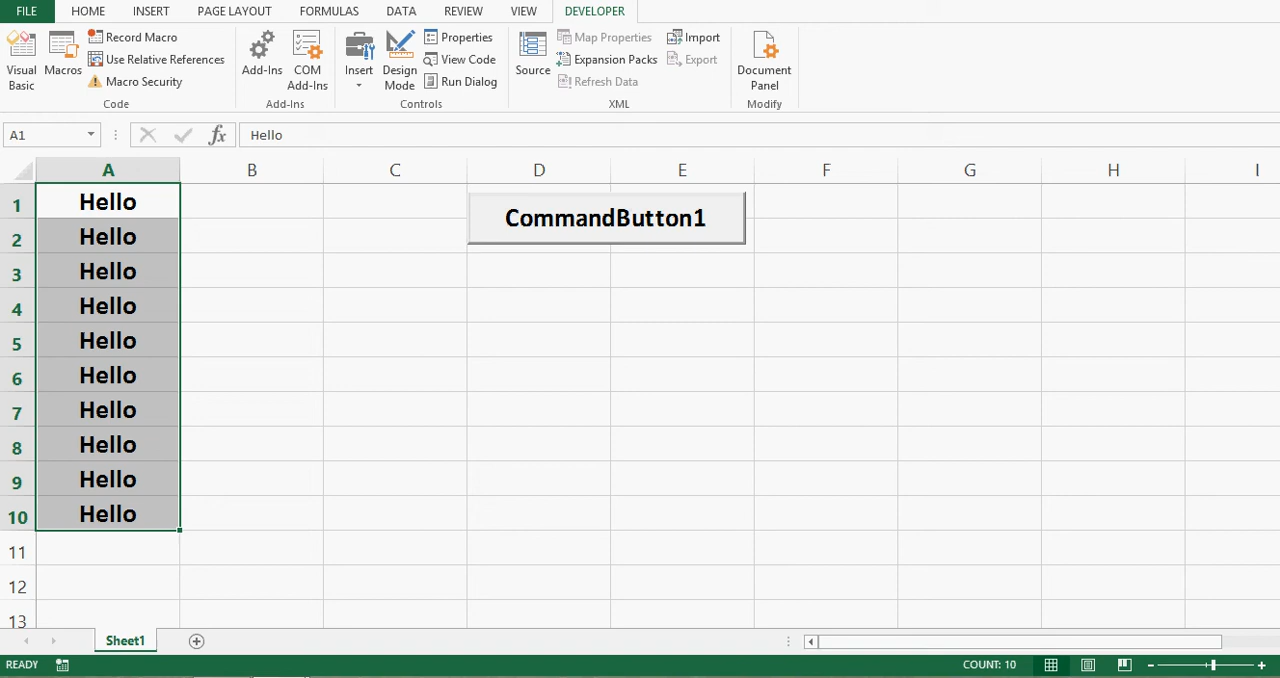 FILE HOME INSERT PAGE LAYOUT FORMULAS DATA REVIEW VIEW DEVELOPER
Visual Basic
Macros
Record Macro
Use Relative References
Macro Security
Code
Add-Ins
COM Add-Ins
Add-Ins
Insert
Design Mode
Properties
View Code
Run Dialog
Controls
Source
Map Properties
Expansion Packs
Refresh Data
Import
Export
XML
Document Panel
Modify
A1 fx Hello
A B C D E F G H I
1 Hello CommandButton1
2 Hello
3 Hello
4 Hello
5 Hello
6 Hello
7 Hello
8 Hello
9 Hello
10 Hello
11
12
13
Sheet1
READY COUNT: 10